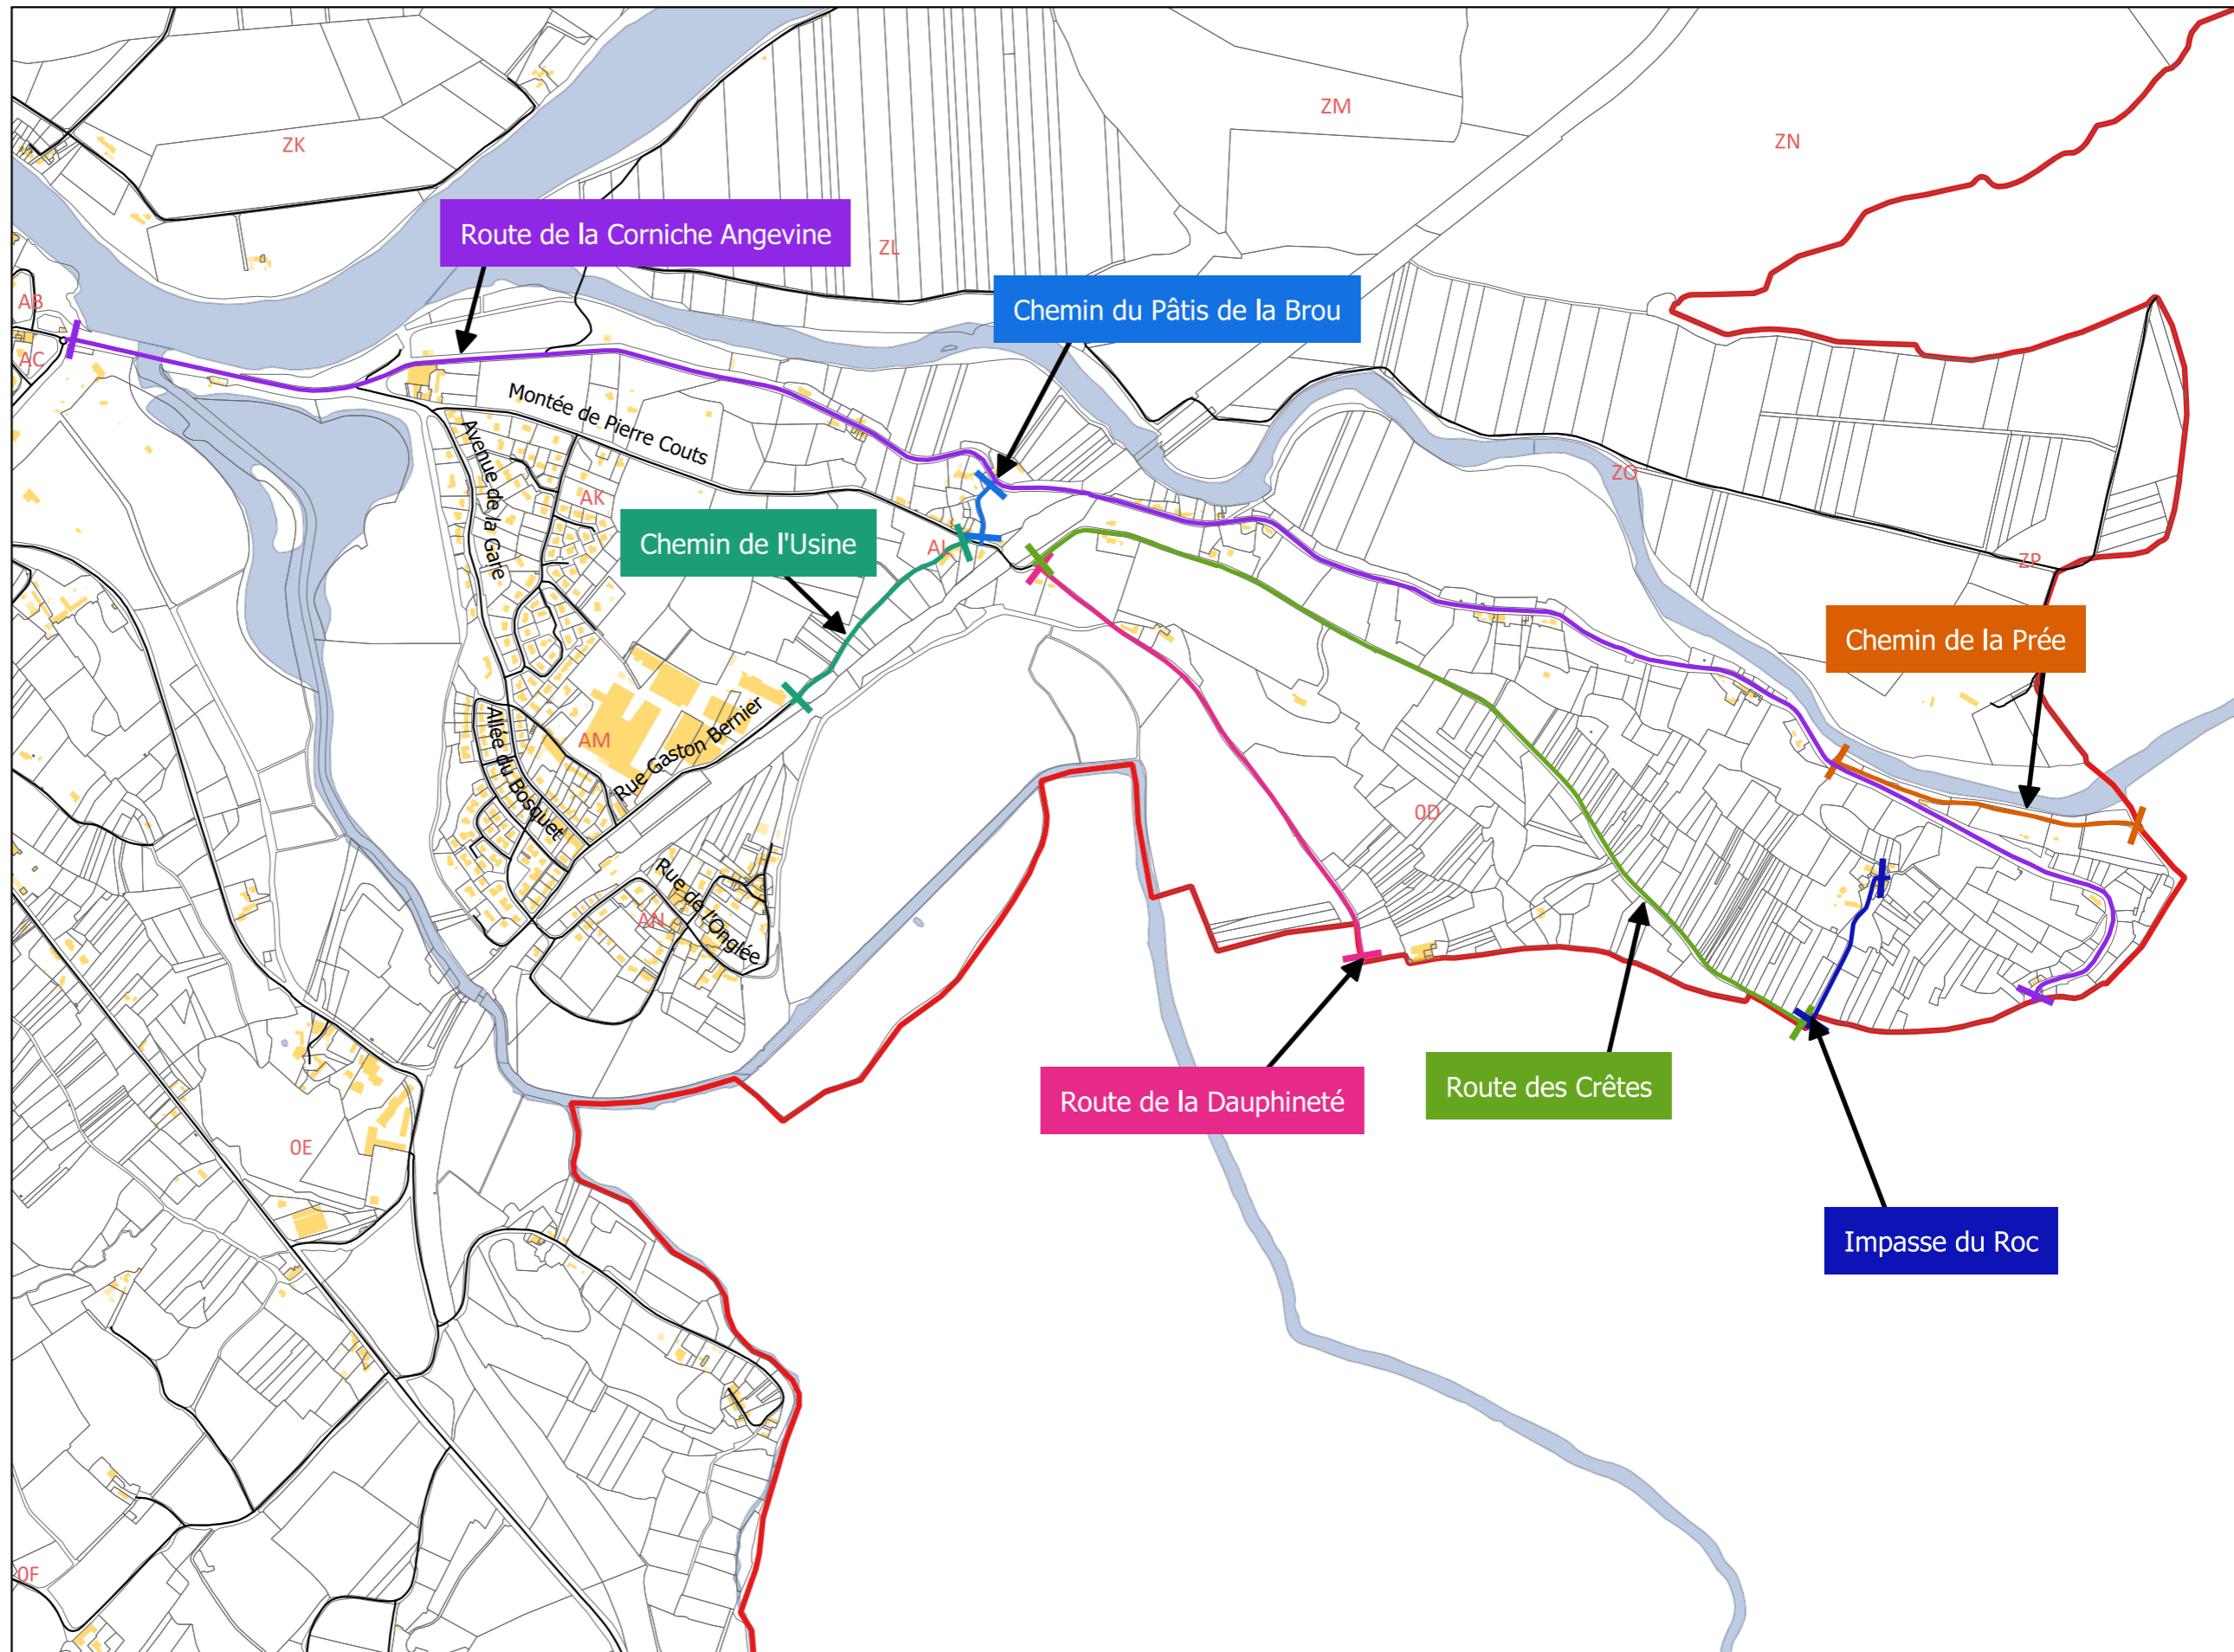 ZM
ZN
ZK
Route de la Corniche Angevine
ZL
AB
Chemin du Pâtis de la Brou
AC
Montée de Pierre Couts
Avenue de la Gare
ZO
AK
Chemin de l'Usine
AL
ZP
Chemin de la Prée
Allée du Bosquet
AM
Rue Gaston Bernier
0D
Rue de l'Onglée
AN
Route des Crêtes
Route de la Dauphineté
0E
Impasse du Roc
0F